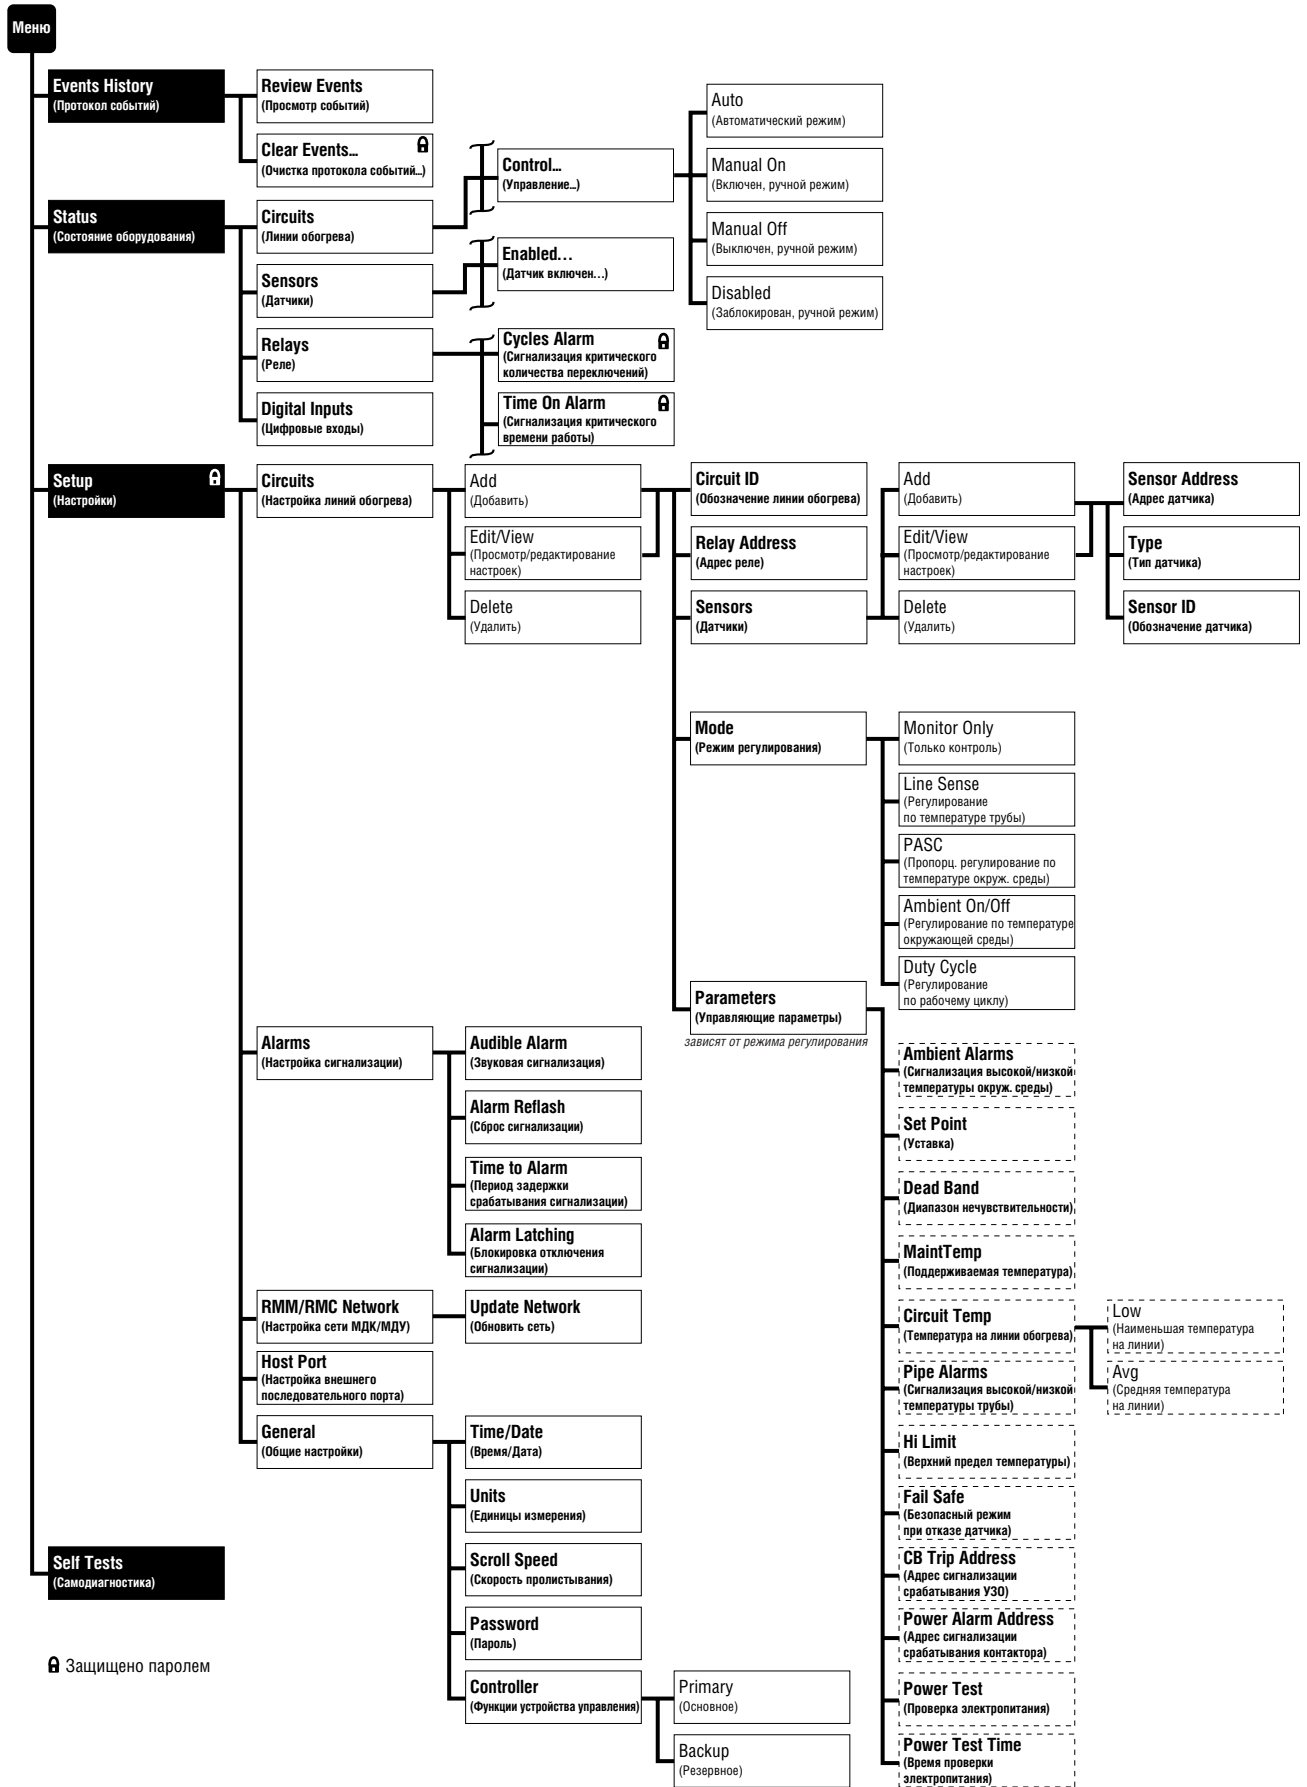 Меню
Events History
(Протокол событий)
Review Events
(Просмотр событий)
Clear Events...
(Очистка протокола событий...)
Status
(Состояние оборудования)
Circuits
(Линии обогрева)
Control...
(Управление...)
Auto
(Автоматический режим)
Manual On
(Включен, ручной режим)
Manual Off
(Выключен, ручной режим)
Disabled
(Заблокирован, ручной режим)
Sensors
(Датчики)
Enabled...
(Датчик включен...)
Relays
(Реле)
Cycles Alarm
(Сигнализация критического
количества переключений)
Time On Alarm
(Сигнализация критического
времени работы)
Digital Inputs
(Цифровые входы)
Setup
(Настройки)
Circuits
(Настройка линий обогрева)
Add
(Добавить)
Edit/View
(Просмотр/редактирование
настроек)
Delete
(Удалить)
Circuit ID
(Обозначение линии обогрева)
Relay Address
(Адрес реле)
Sensors
(Датчики)
Add
(Добавить)
Edit/View
(Просмотр/редактирование
настроек)
Delete
(Удалить)
Sensor Address
(Адрес датчика)
Type
(Тип датчика)
Sensor ID
(Обозначение датчика)
Mode
(Режим регулирования)
Monitor Only
(Только контроль)
Line Sense
(Регулирование
по температуре трубы)
PASC
(Пропорц. регулирование по
температуре окруж. среды)
Ambient On/Off
(Регулирование по температуре
окружающей среды)
Duty Cycle
(Регулирование
по рабочему циклу)
Parameters
(Управляющие параметры)
зависят от режима регулирования
Ambient Alarms
(Сигнализация высокой/низкой
температуры окруж. среды)
Set Point
(Уставка)
Dead Band
(Диапазон нечувствительности)
MaintTemp
(Поддерживаемая температура)
Circuit Temp
(Температура на линии обогрева)
Low
(Наименьшая температура
на линии)
Avg
(Средняя температура
на линии)
Pipe Alarms
(Сигнализация высокой/низкой
температуры трубы)
Hi Limit
(Верхний предел температуры)
Fail Safe
(Безопасный режим
при отказе датчика)
CB Trip Address
(Адрес сигнализации
срабатывания УЗО)
Power Alarm Address
(Адрес сигнализации
срабатывания контактора)
Power Test
(Проверка электропитания)
Power Test Time
(Время проверки
электропитания)
Alarms
(Настройка сигнализации)
Audible Alarm
(Звуковая сигнализация)
Alarm Reflash
(Сброс сигнализации)
Time to Alarm
(Период задержки
срабатывания сигнализации)
Alarm Latching
(Блокировка отключения
сигнализации)
RMM/RMC Network
(Настройка сети МДК/МДУ)
Update Network
(Обновить сеть)
Host Port
(Настройка внешнего
последовательного порта)
General
(Общие настройки)
Time/Date
(Время/Дата)
Units
(Единицы измерения)
Scroll Speed
(Скорость пролистывания)
Password
(Пароль)
Controller
(Функции устройства управления)
Primary
(Основное)
Backup
(Резервное)
Self Tests
(Самодиагностика)
Защищено паролем